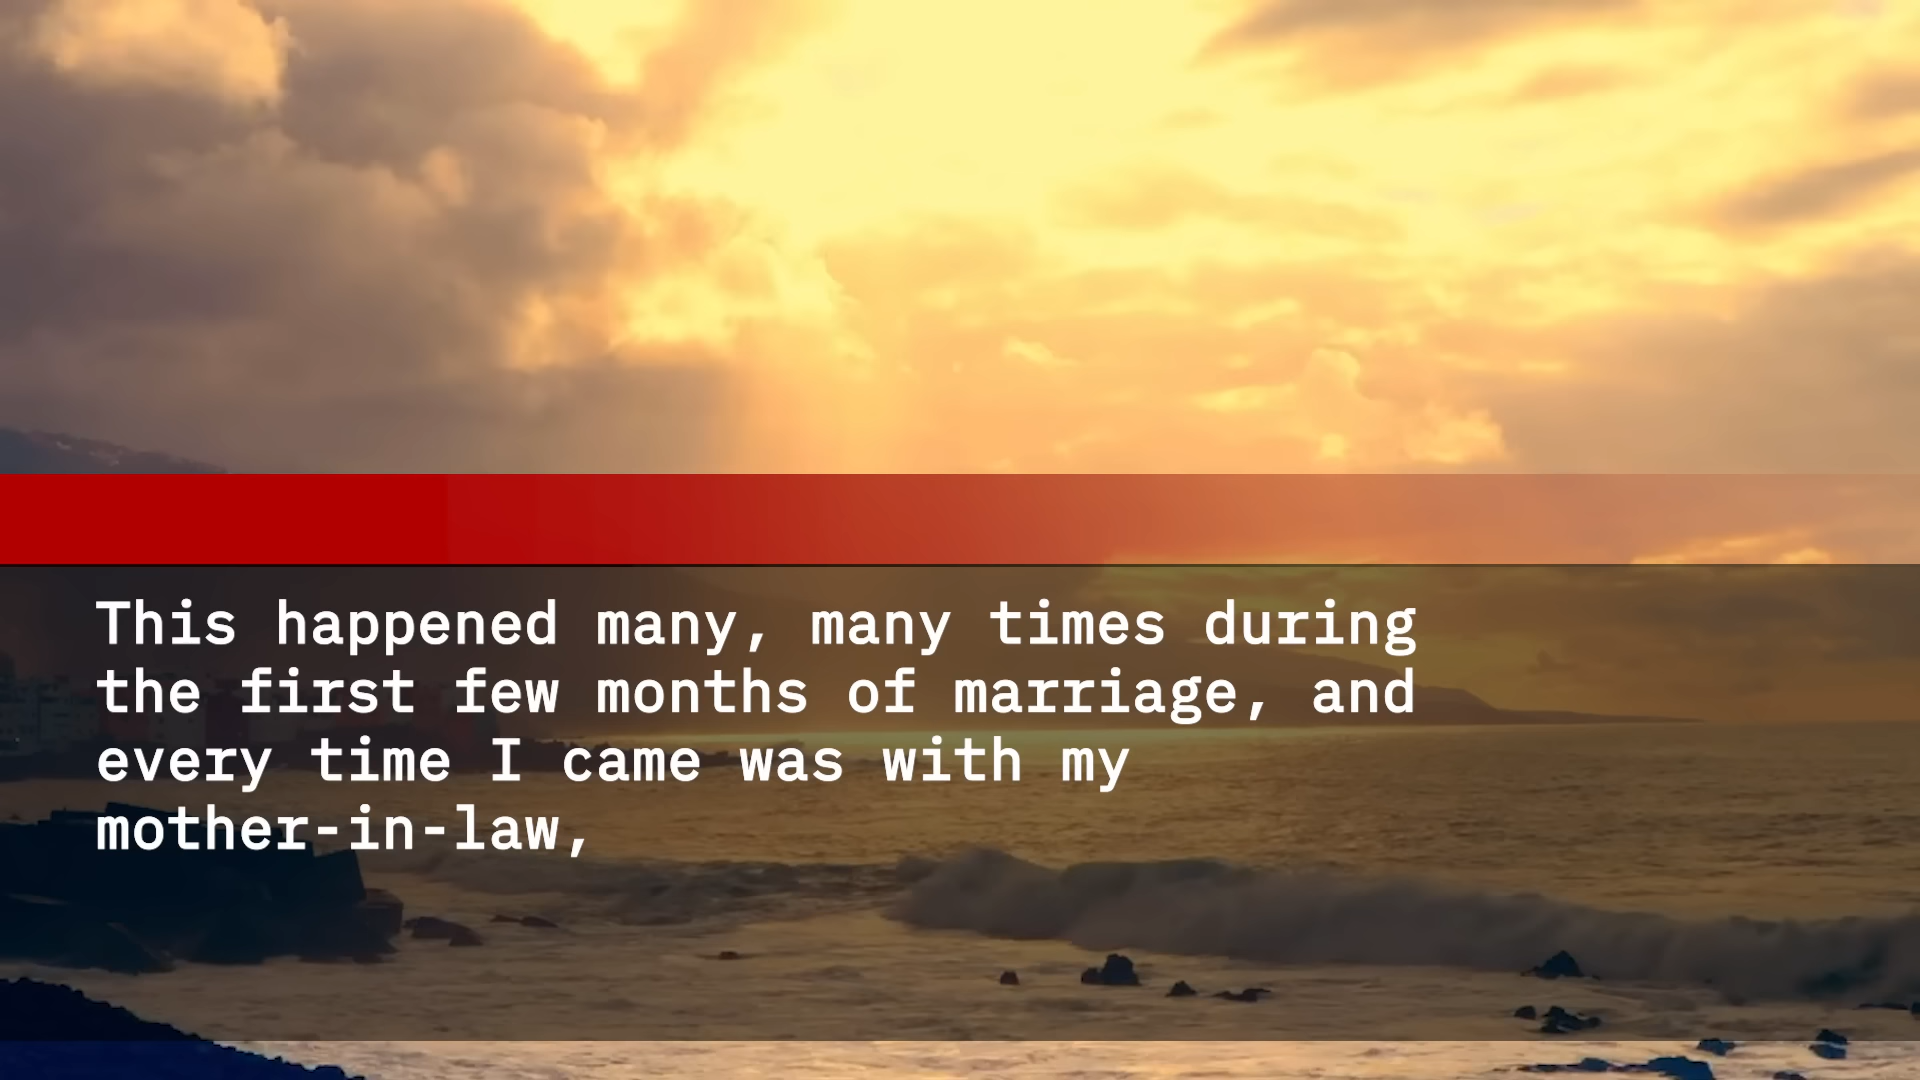 This happened many, many times during
the first few months of marriage, and
every time I came was with my
mother-in-law,